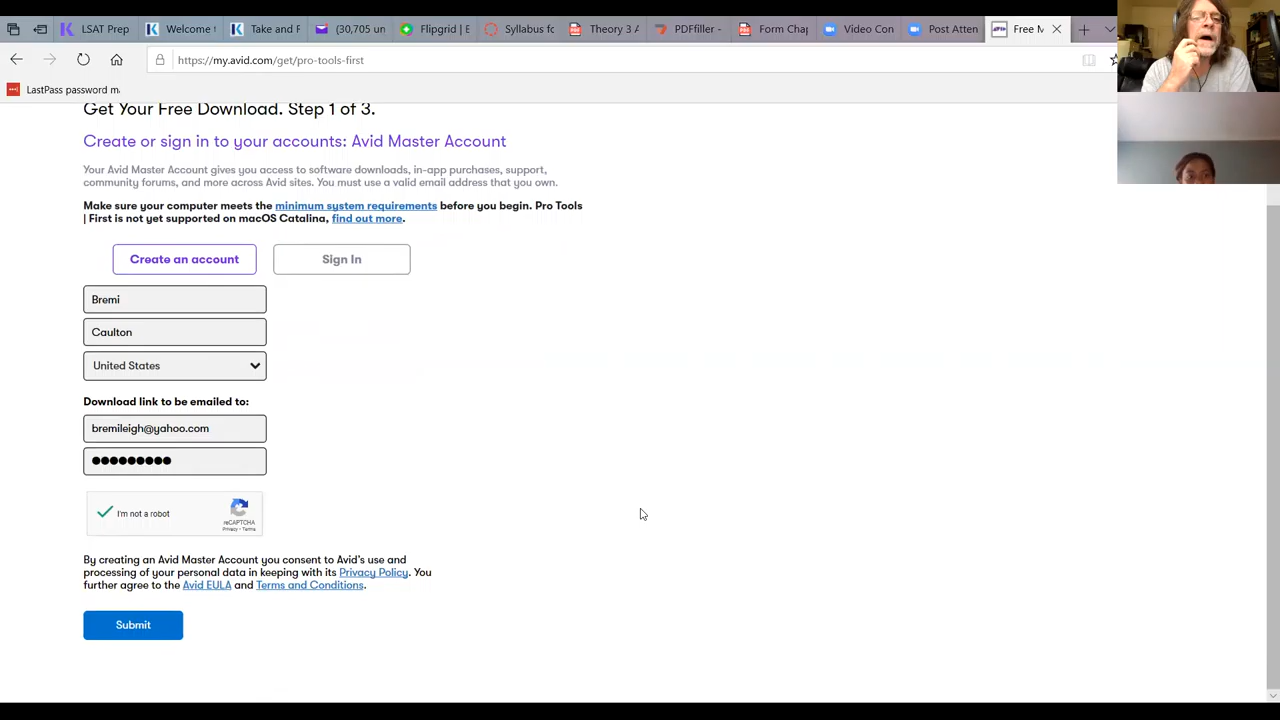 LSAT Prep
Welcome t
Take and
(30,705 un
Flipgrid | E
Syllabus fo
Theory 3 A
PDFfiller -
Form Chap
Video Con
Post Atten
Free M
https://my.avid.com/get/pro-tools-first
LastPass password ma
Get Your Free Download. Step 1 of 3.
Create or sign in to your accounts: Avid Master Account
Your Avid Master Account gives you access to software downloads, in-app purchases, support,
community forums, and more across Avid sites. You must use a valid email address that you own.
Make sure your computer meets the minimum system requirements before you begin. Pro Tools
| First is not yet supported on macOS Catalina, find out more.
Create an account
Sign In
Bremi
Caulton
United States
Download link to be emailed to:
bremileigh@yahoo.com
I'm not a robot
reCAPTCHA
Privacy - Terms
By creating an Avid Master Account you consent to Avid's use and
processing of your personal data in keeping with its Privacy Policy. You
further agree to the Avid EULA and Terms and Conditions.
Submit